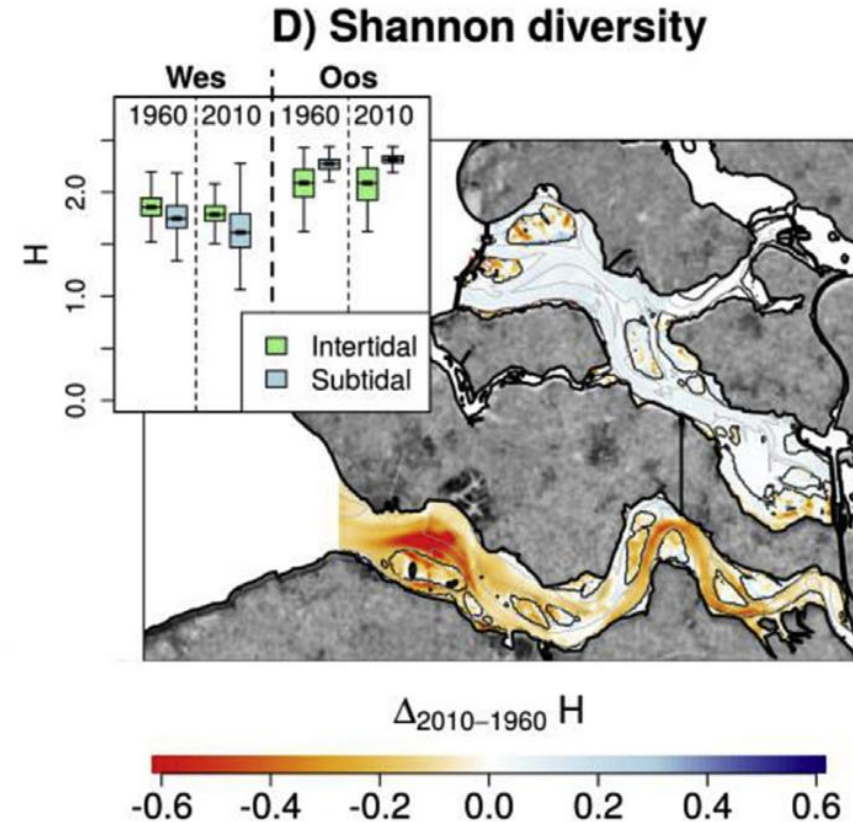 D) Shannon diversity
Wes Oos
1960 2010 1960 2010
H
2.0
1.0
0.0
Intertidal
Subtidal
Δ2010−1960 H
-0.6 -0.4 -0.2 0.0 0.2 0.4 0.6